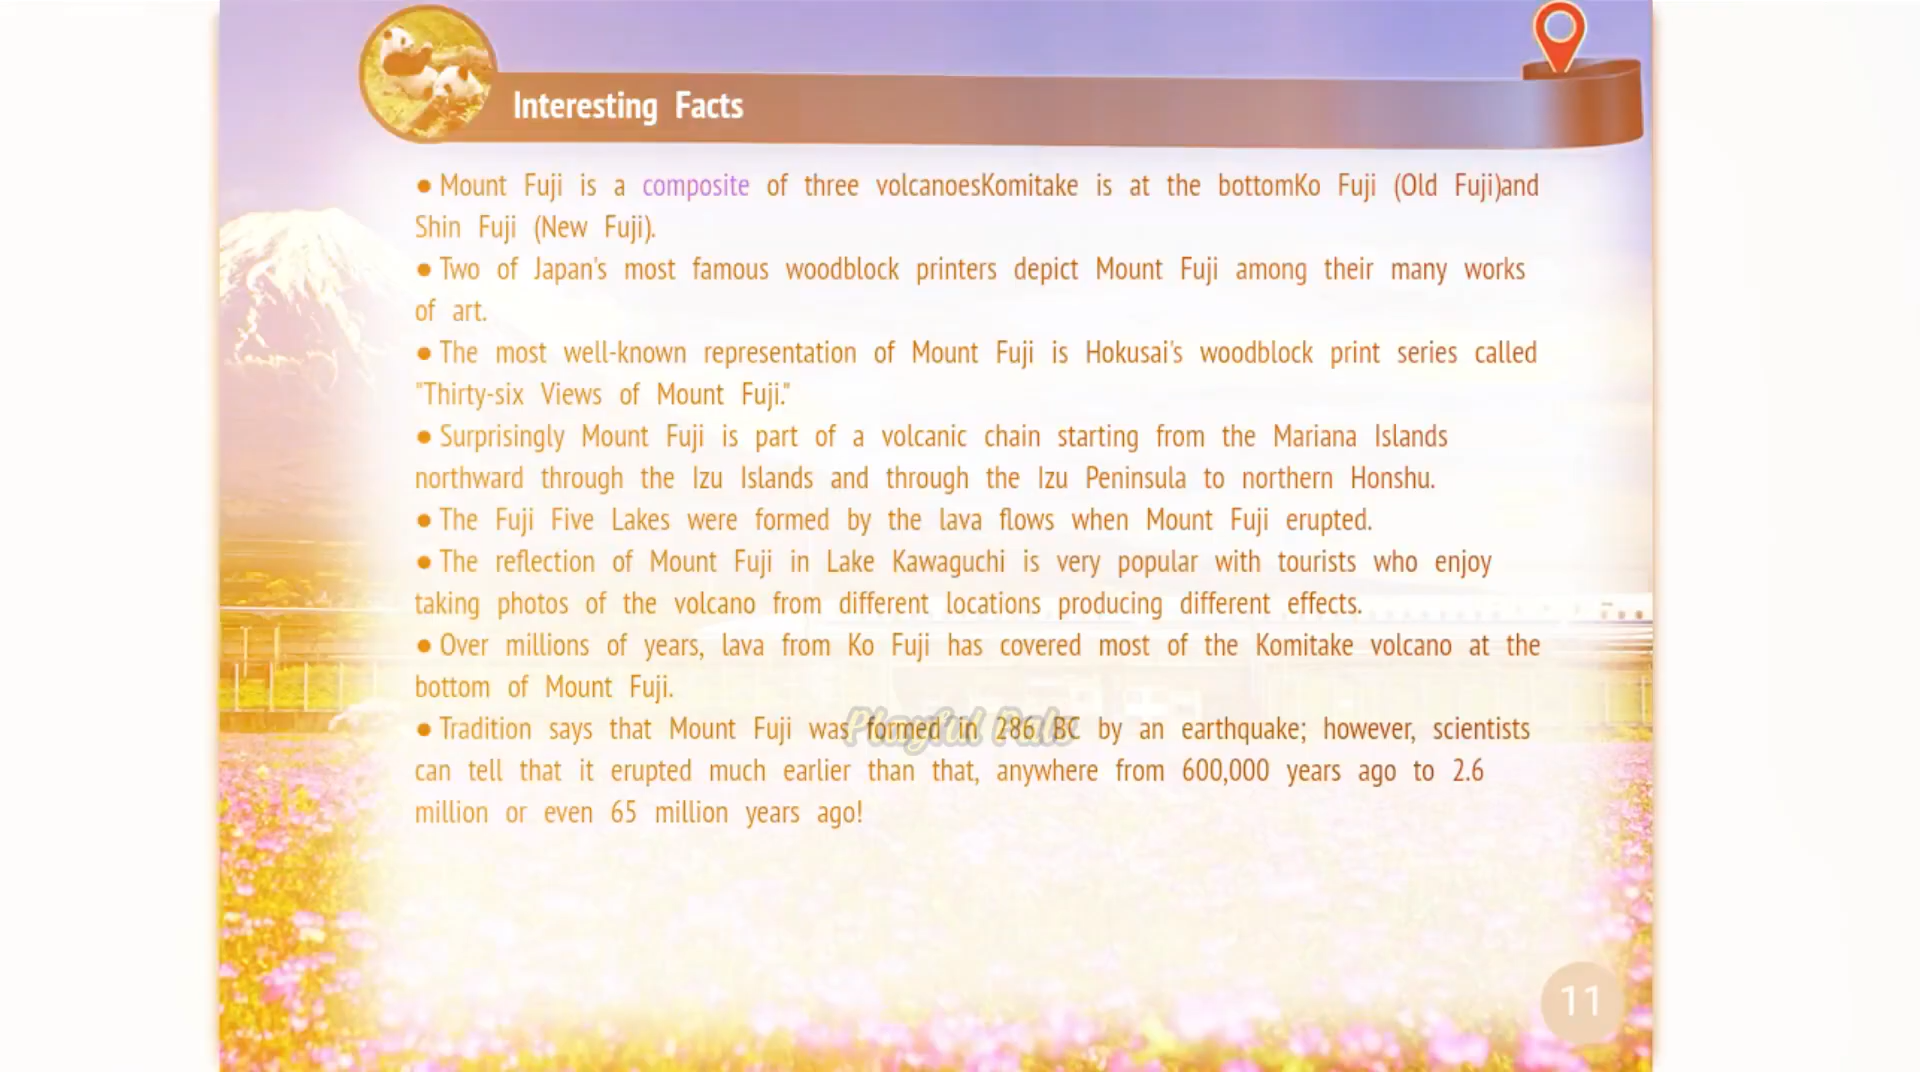 Interesting Facts
● Mount Fuji is a composite of three volcanoesKomitake is at the bottomKo Fuji (Old Fuji)and
Shin Fuji (New Fuji).
● Two of Japan's most famous woodblock printers depict Mount Fuji among their many works
of art.
● The most well-known representation of Mount Fuji is Hokusai's woodblock print series called
"Thirty-six Views of Mount Fuji."
● Surprisingly Mount Fuji is part of a volcanic chain starting from the Mariana Islands
northward through the Izu Islands and through the Izu Peninsula to northern Honshu.
● The Fuji Five Lakes were formed by the lava flows when Mount Fuji erupted.
● The reflection of Mount Fuji in Lake Kawaguchi is very popular with tourists who enjoy
taking photos of the volcano from different locations producing different effects.
● Over millions of years, lava from Ko Fuji has covered most of the Komitake volcano at the
bottom of Mount Fuji.
● Tradition says that Mount Fuji was formed in 286 BC by an earthquake; however, scientists
can tell that it erupted much earlier than that, anywhere from 600,000 years ago to 2.6
million or even 65 million years ago!
Playful Pals
11